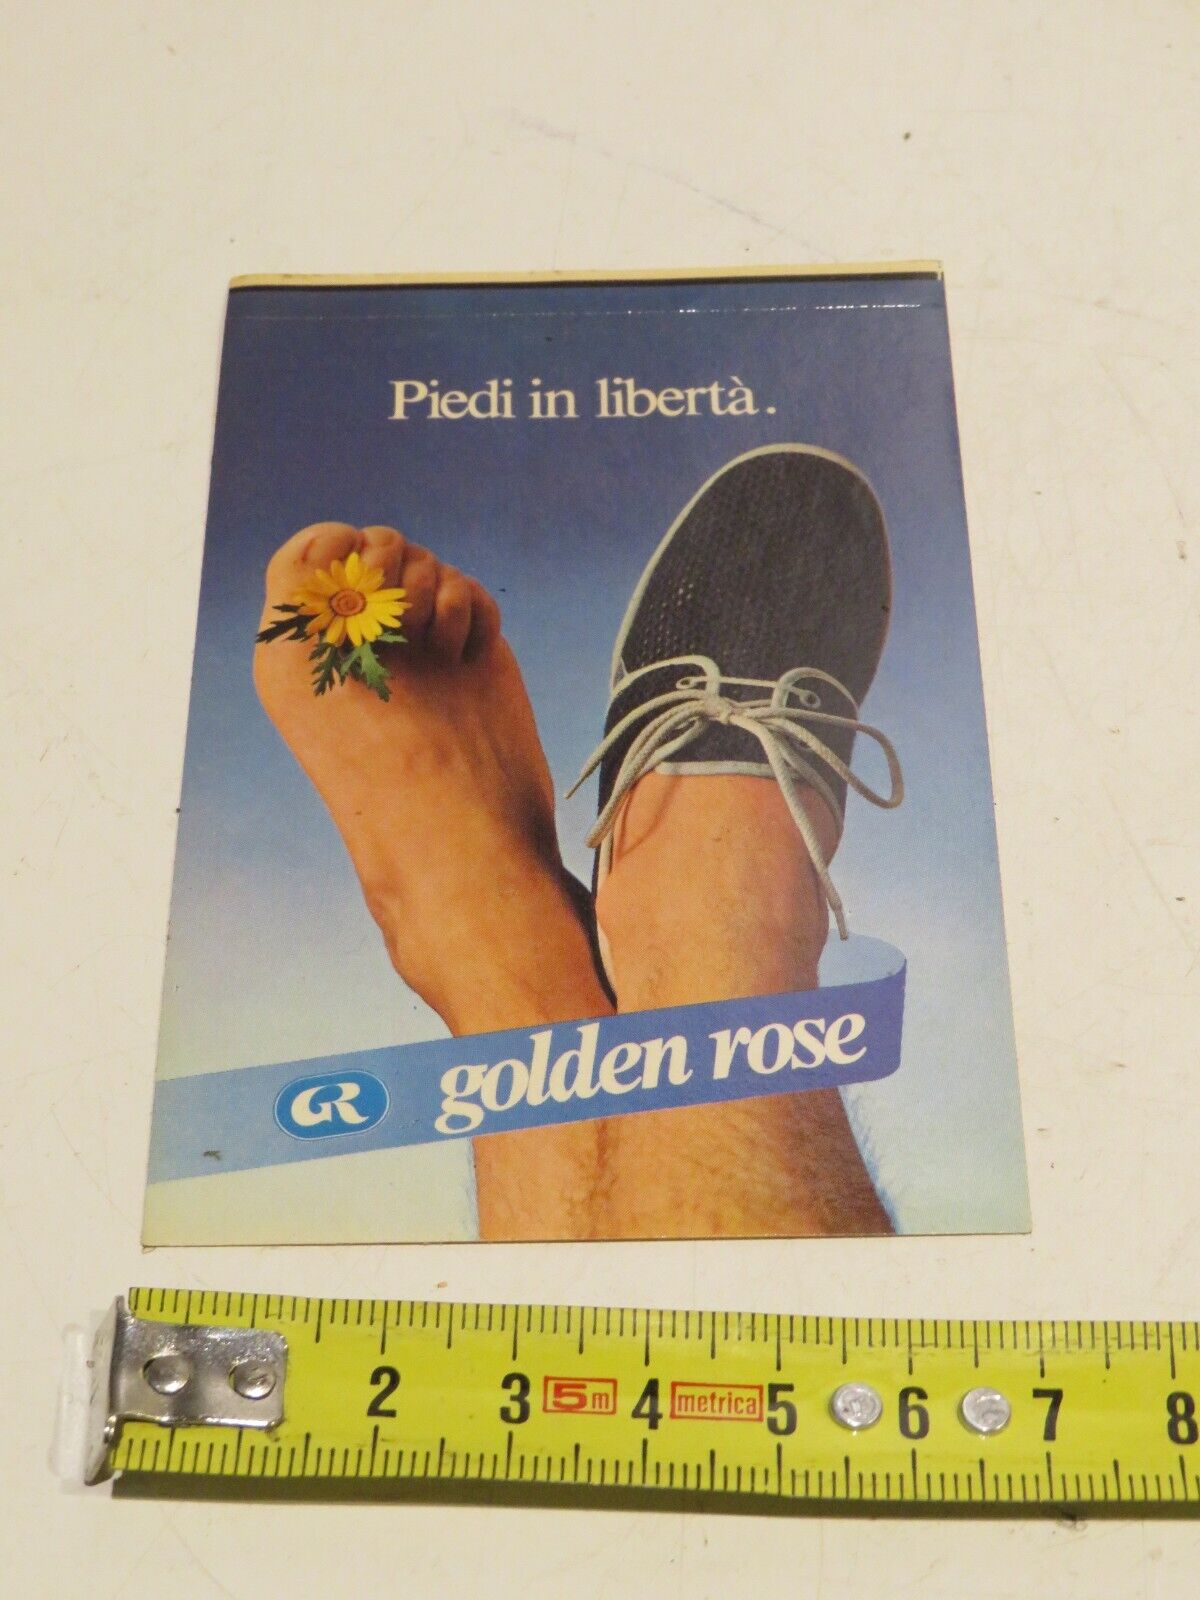 Piedi in libertà.
GR golden rose
2 3 5m 4 metrica 5 6 7 8